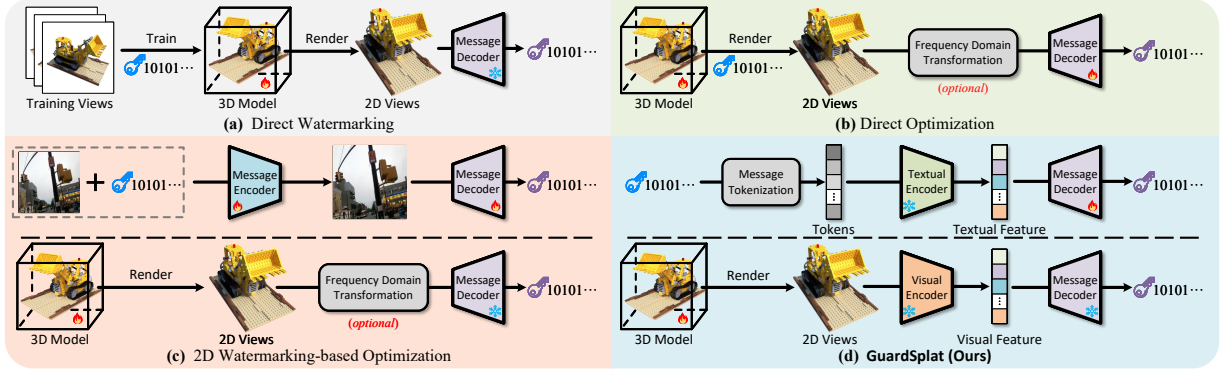 Train
10101···
Render
Message
Decoder
10101···
Training Views
3D Model
2D Views
(a) Direct Watermarking
Render
10101···
Frequency Domain
Transformation
(optional)
Message
Decoder
10101···
3D Model
2D Views
(b) Direct Optimization
+
10101···
Message
Encoder
Message
Decoder
10101···
Render
Frequency Domain
Transformation
(optional)
Message
Decoder
10101···
3D Model
2D Views
(c) 2D Watermarking-based Optimization
10101···
Message
Tokenization
Tokens
Textual
Encoder
Textual Feature
Message
Decoder
10101···
Render
Visual
Encoder
Message
Decoder
10101···
3D Model
2D Views
Visual Feature
(d) GuardSplat (Ours)